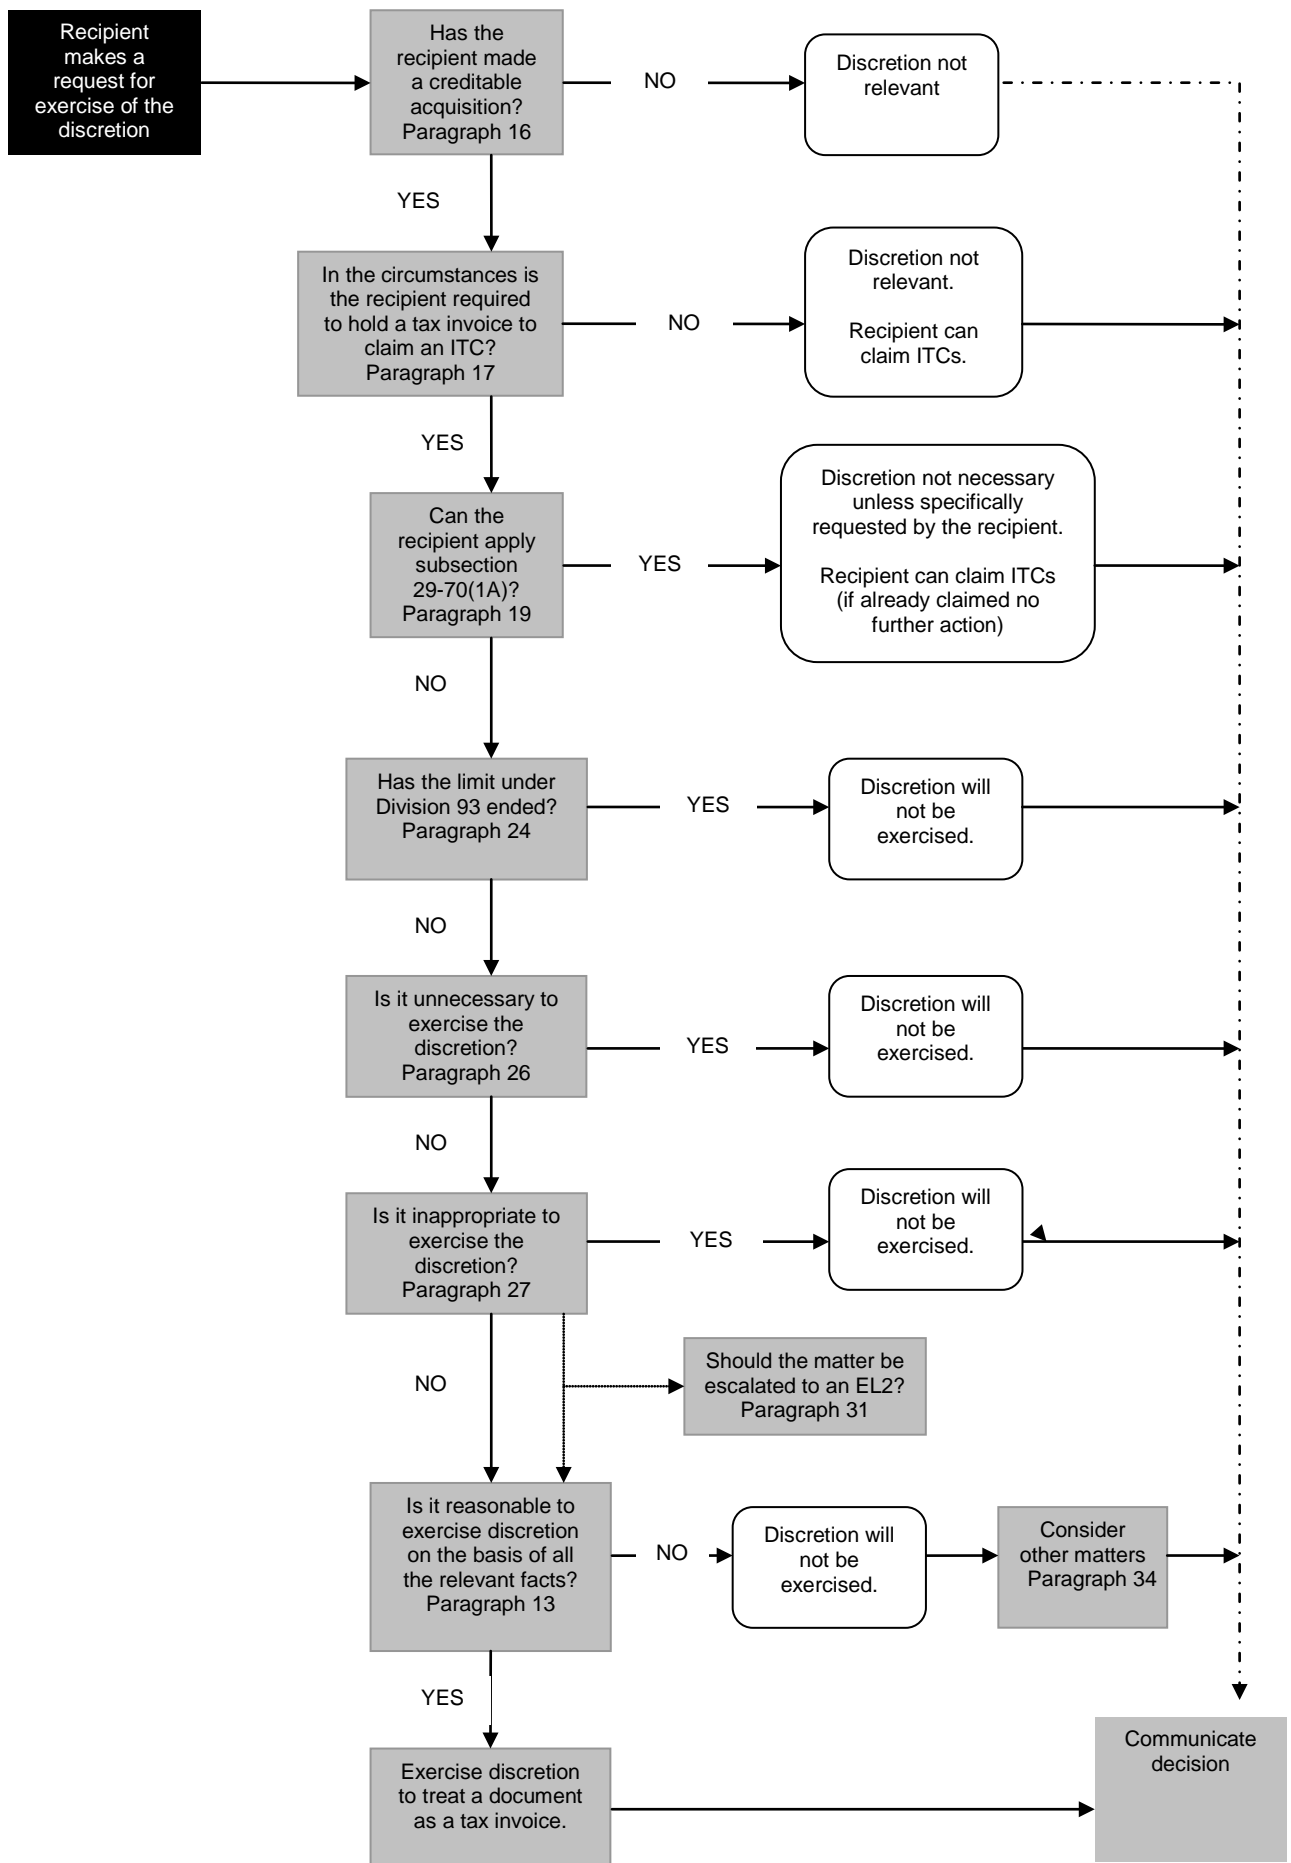 Recipient
makes a
request for
exercise of the
discretion
Has the
recipient made
a creditable
acquisition?
Paragraph 16
NO
Discretion not
relevant
YES
In the circumstances is
the recipient required
to hold a tax invoice to
claim an ITC?
Paragraph 17
NO
Discretion not
relevant.
Recipient can
claim ITCs.
YES
Can the
recipient apply
subsection
29-70(1A)?
Paragraph 19
YES
Discretion not necessary
unless specifically
requested by the recipient.
Recipient can claim ITCs
(if already claimed no
further action)
NO
Has the limit under
Division 93 ended?
Paragraph 24
YES
Discretion will
not be
exercised.
NO
Is it unnecessary to
exercise the
discretion?
Paragraph 26
YES
Discretion will
not be
exercised.
NO
Is it inappropriate to
exercise the
discretion?
Paragraph 27
YES
Discretion will
not be
exercised.
NO
Should the matter be
escalated to an EL2?
Paragraph 31
Is it reasonable to
exercise discretion
on the basis of all
the relevant facts?
Paragraph 13
NO
Discretion will
not be
exercised.
Consider
other matters
Paragraph 34
YES
Exercise discretion
to treat a document
as a tax invoice.
Communicate
decision